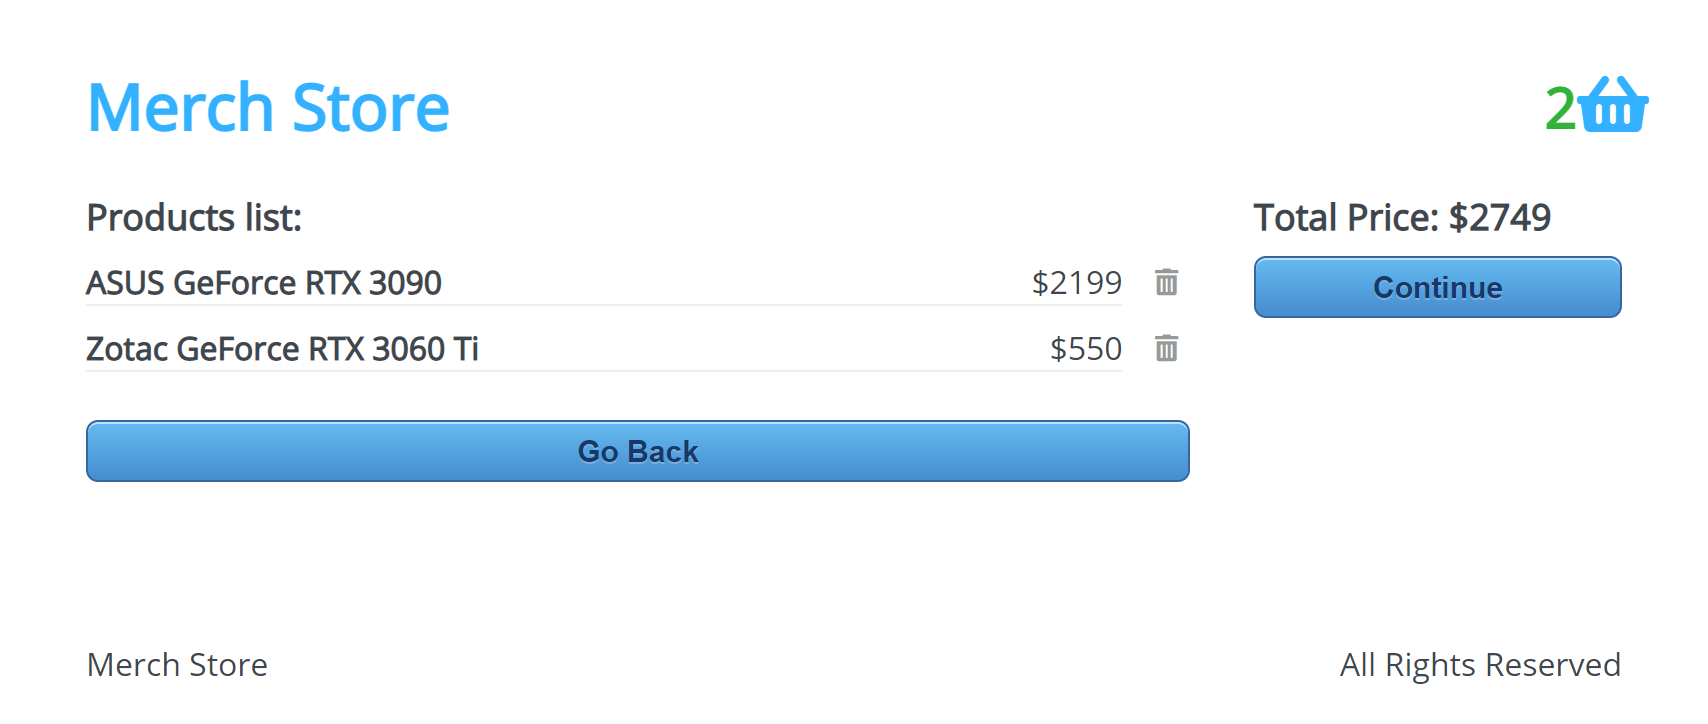 Merch Store
2
Products list:
ASUS GeForce RTX 3090 $2199
Zotac GeForce RTX 3060 Ti $550
Go Back
Total Price: $2749
Continue
Merch Store
All Rights Reserved